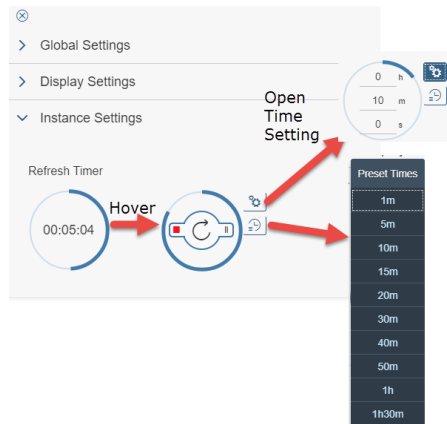 Global Settings
Display Settings
Instance Settings
Open
Time
Setting
0 h
10 m
0 s
Refresh Timer
00:05:04
Hover
Preset Times
1m
5m
10m
15m
20m
30m
40m
50m
1h
1h30m